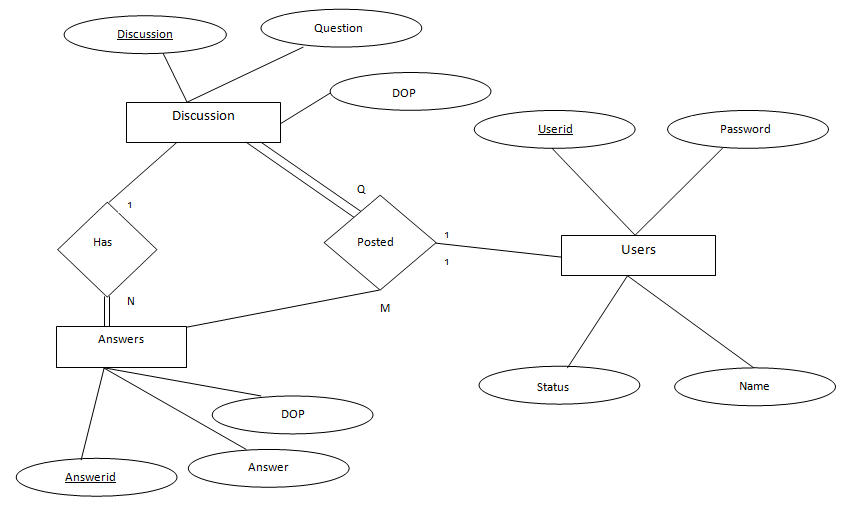 Discussion
Question
DOP
Discussion
Userid
Password
Q
1
Has
Posted
1
1
Users
N
M
Answers
Status
Name
DOP
Answer
Answerid